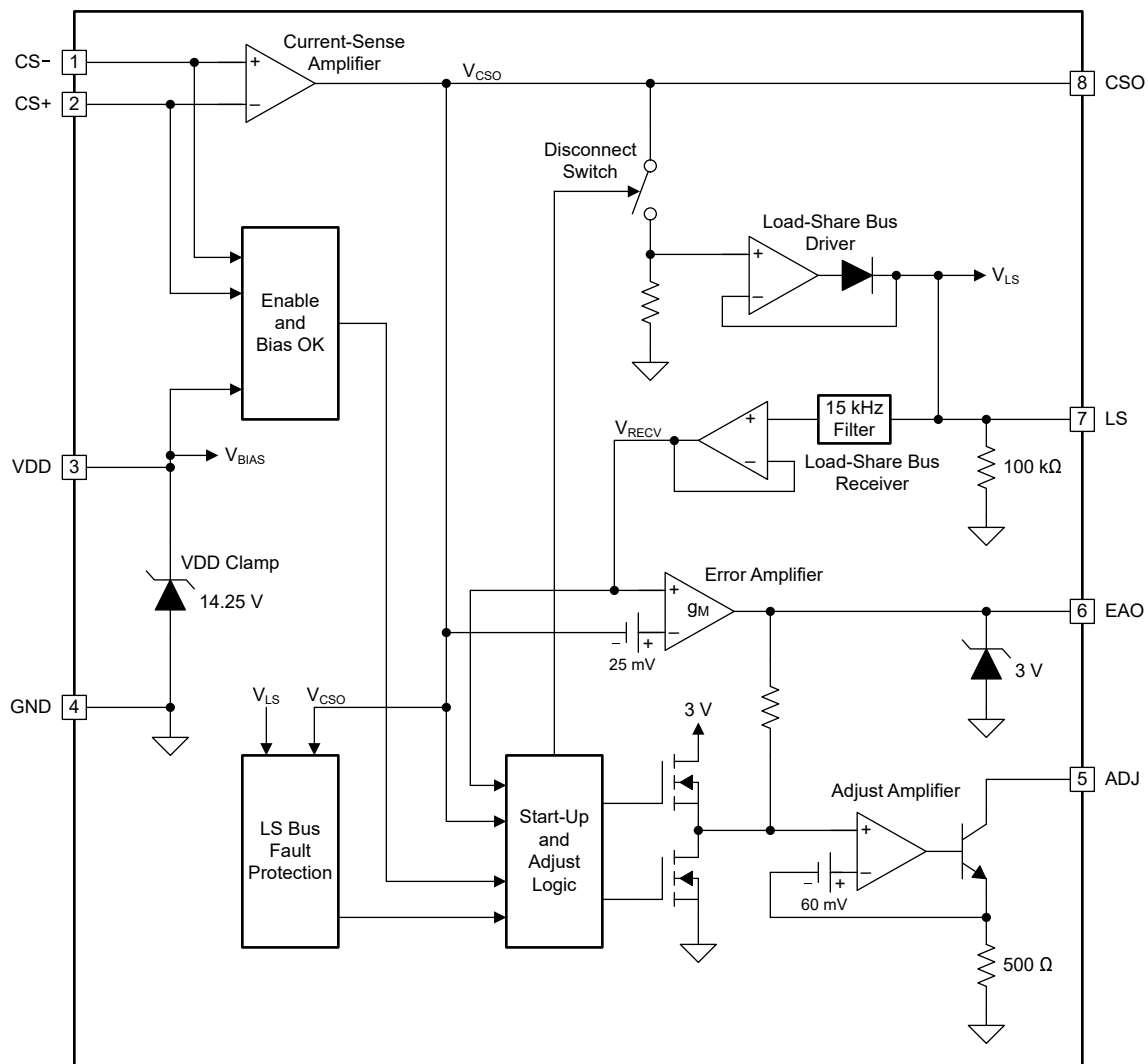 CS−
1
+
Current-Sense
Amplifier
V_CSO
8
CSO
CS+
2
−
Disconnect
Switch
Load-Share Bus
Driver
+
−
V_LS
Enable
and
Bias OK
V_RECV
+
−
15 kHz
Filter
7
LS
Load-Share Bus
Receiver
100 kΩ
VDD
3
V_BIAS
VDD Clamp
14.25 V
Error Amplifier
+
g_M
−
− +
25 mV
6
EAO
3 V
GND
4
V_LS
V_CSO
3 V
LS Bus
Fault
Protection
Start-Up
and
Adjust
Logic
5
ADJ
Adjust Amplifier
+
−
− +
60 mV
500 Ω